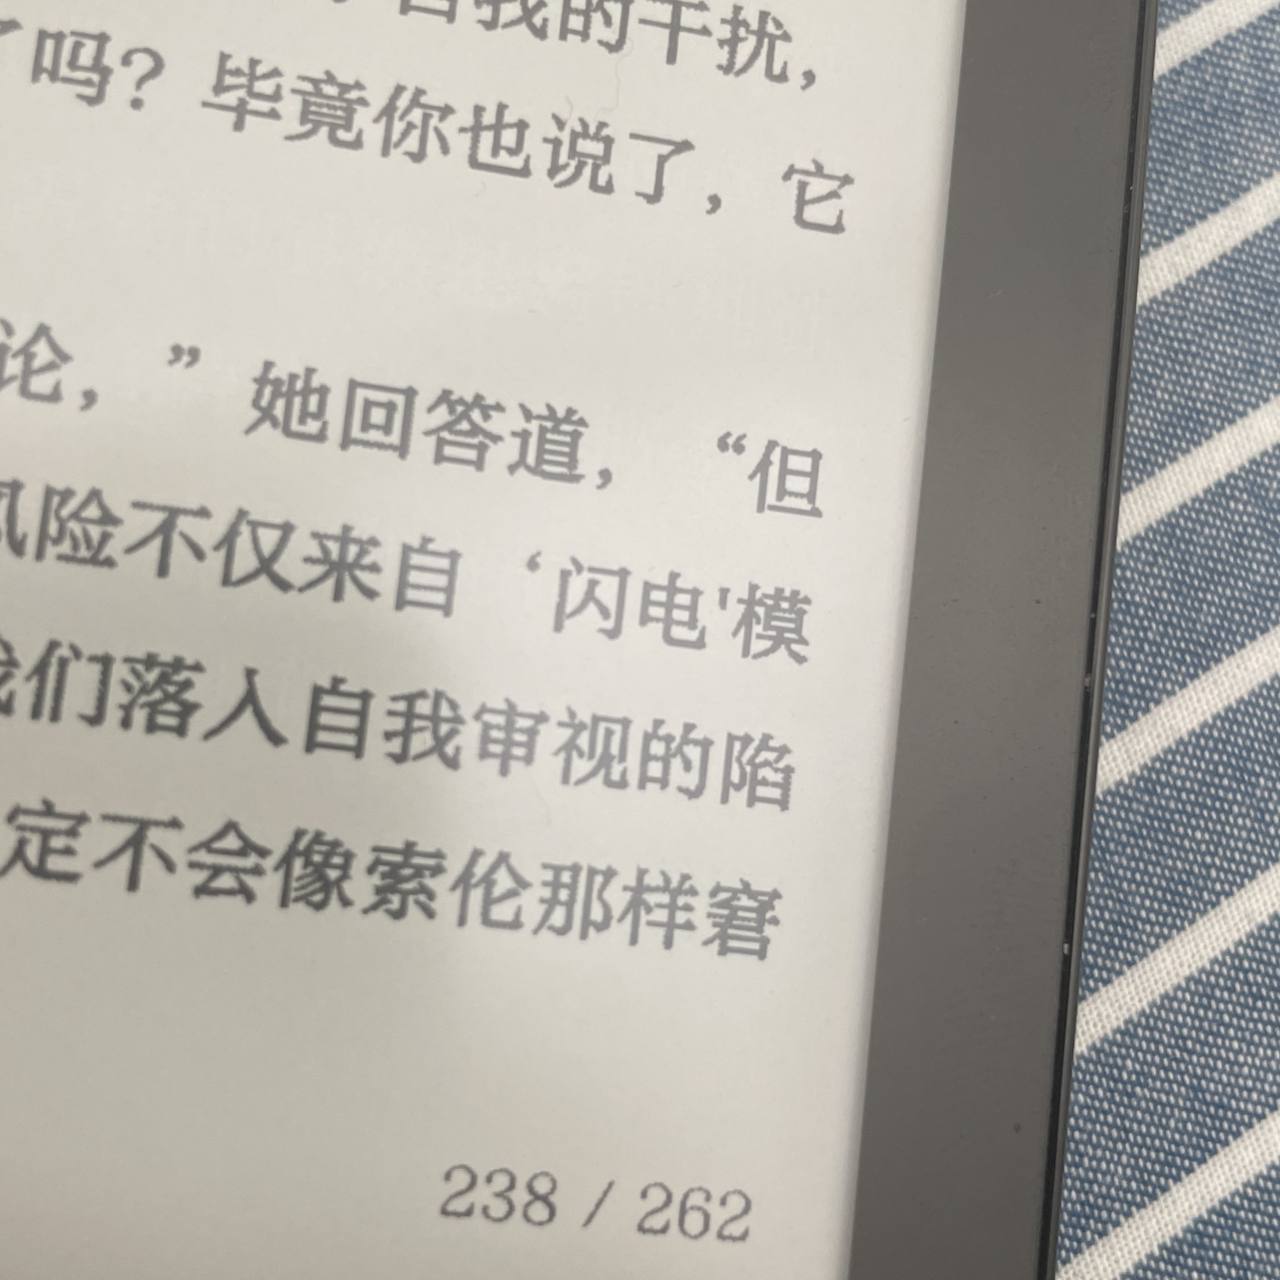 自我的干扰，
了吗？毕竟你也说了，它
论，”她回答道，“但
风险不仅来自‘闪电'模
我们落入自我审视的陷
定不会像索伦那样窘
238 / 262